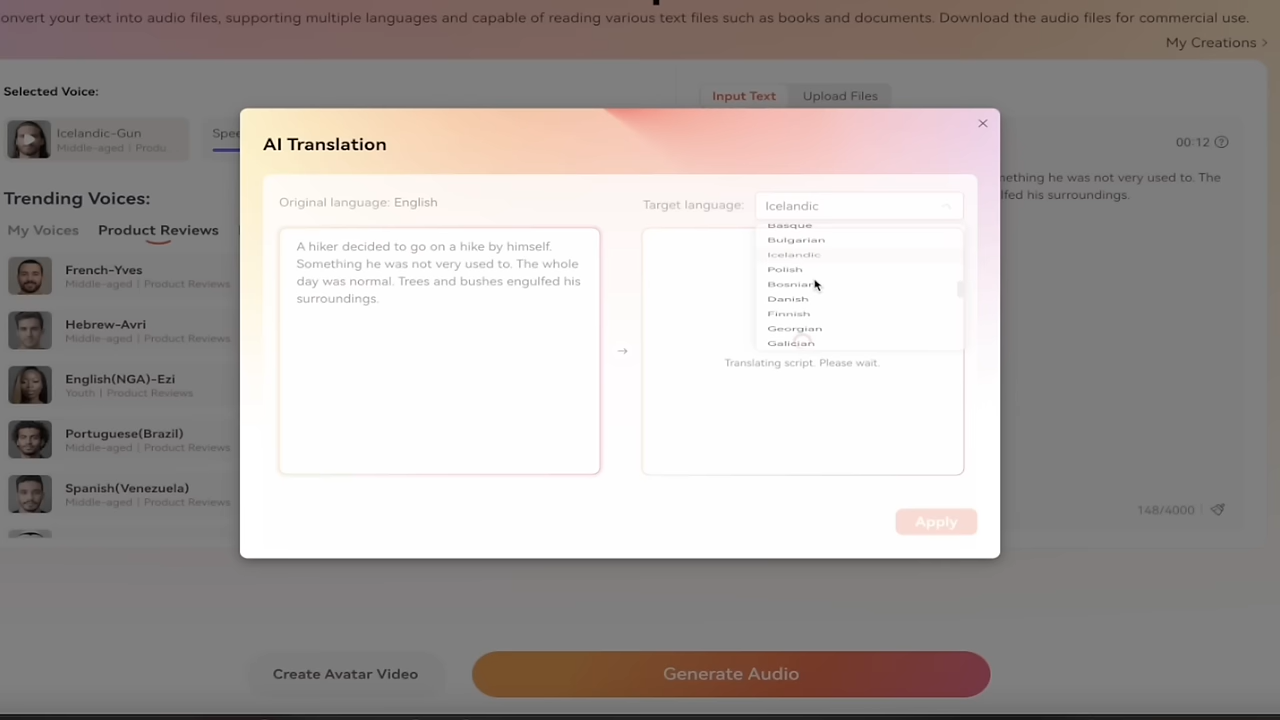 onvert your text into audio files, supporting multiple languages and capable of reading various text files such as books and documents. Download the audio files for commercial use.
My Creations >
Selected Voice:
Icelandic-Gun
Middle-aged | Produ
Spee
Trending Voices:
My Voices Product Reviews
French-Yves
Middle-aged | Product Reviews
Hebrew-Avri
Middle-aged | Product Reviews
English(NGA)-Ezi
Youth | Product Reviews
Portuguese(Brazil)
Middle-aged | Product Reviews
Spanish(Venezuela)
Middle-aged | Product Reviews
Input Text Upload Files
00:12
mething he was not very used to. The
lfed his surroundings.
148/4000
AI Translation
Original language: English
A hiker decided to go on a hike by himself.
Something he was not very used to. The whole
day was normal. Trees and bushes engulfed his
surroundings.
→
Target language: Icelandic
Basque
Bulgarian
Icelandic
Polish
Bosnian
Danish
Finnish
Georgian
Galician
Translating script. Please wait.
Apply
Create Avatar Video
Generate Audio